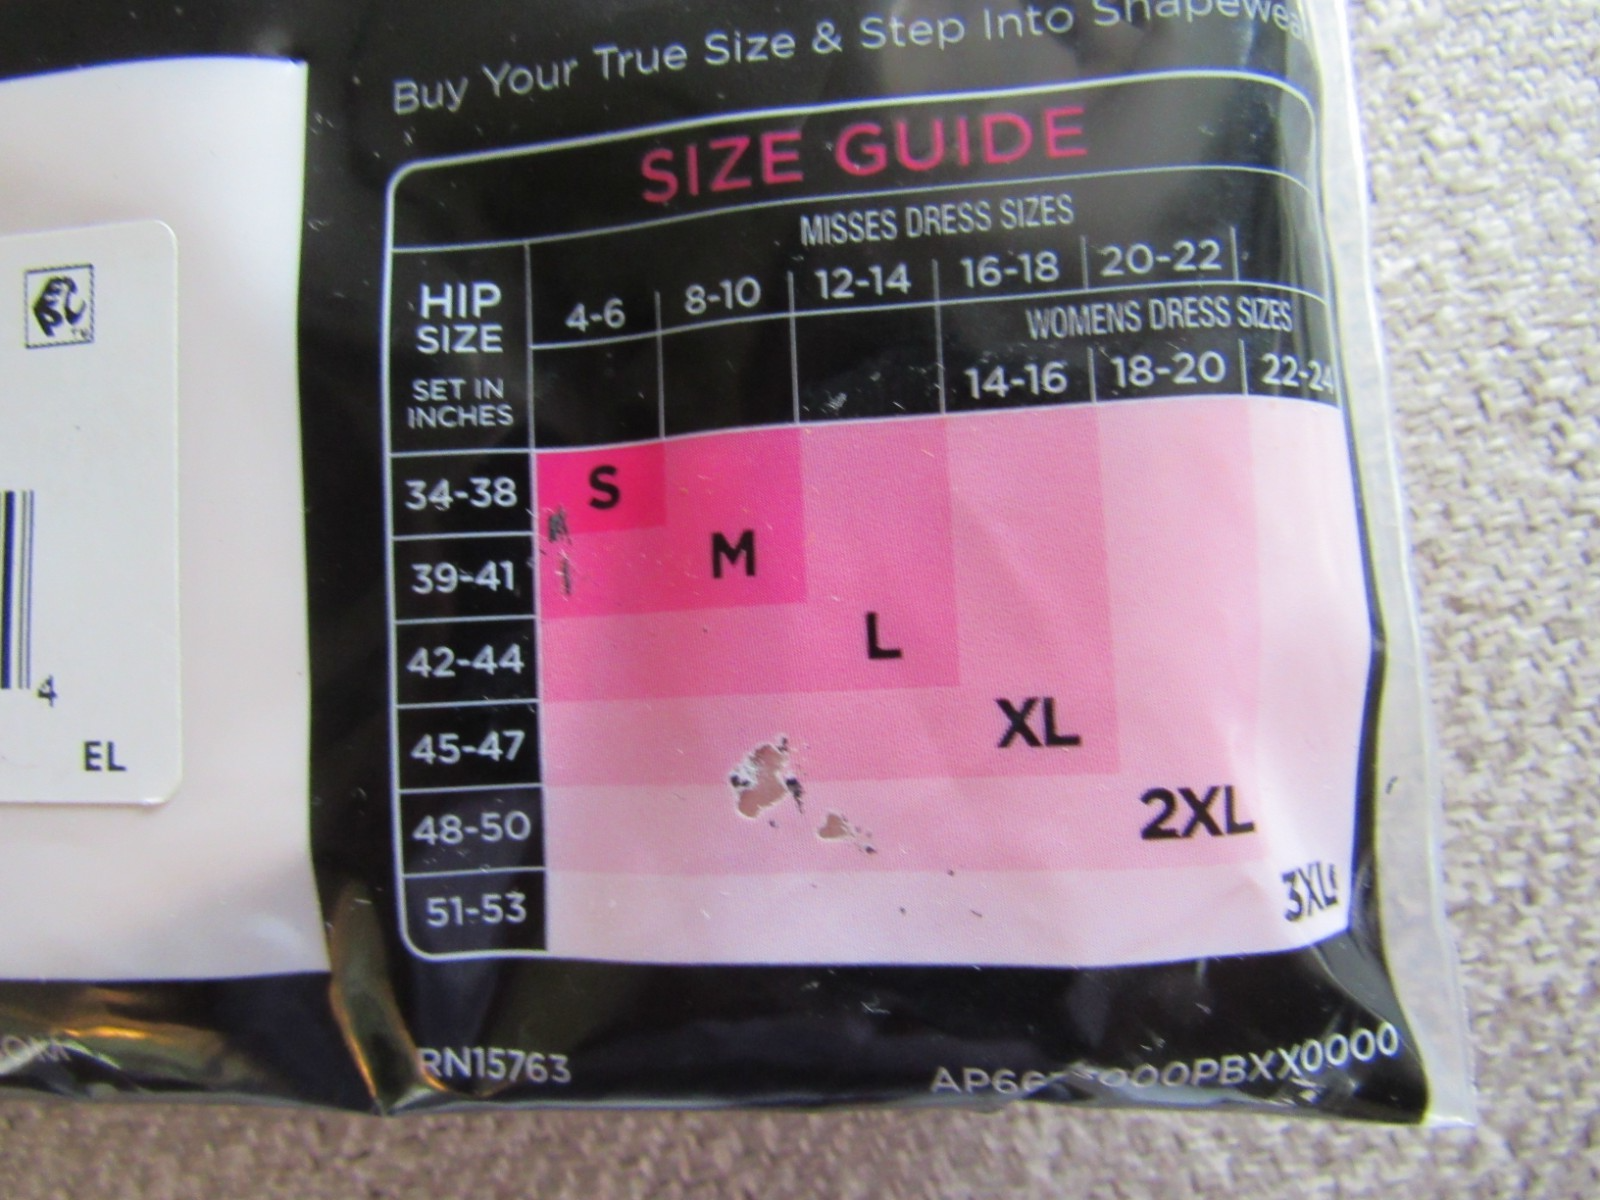 Buy Your True Size & Step Into Shapewear
SIZE GUIDE
MISSES DRESS SIZES
HIP SIZE
SET IN INCHES
4-6 8-10 12-14 16-18 20-22
WOMENS DRESS SIZES
14-16 18-20 22-24
34-38 S
39-41 M
42-44 L
45-47 XL
48-50 2XL
51-53 3XL
4
EL
RN15763